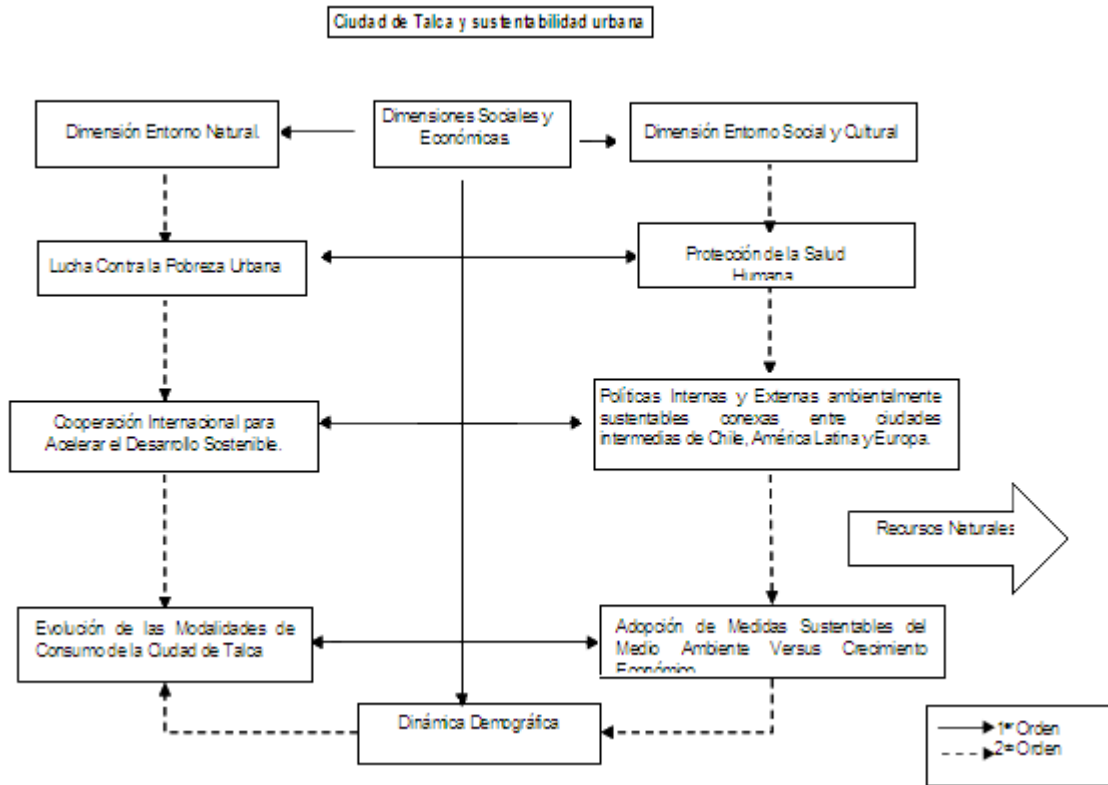 Ciudad de Talca y sustentabilidad urbana
Dimensión Entorno Natural.
Dimensiones Sociales y
Económicas.
Dimensión Entorno Social y Cultural
Lucha Contra la Pobreza Urbana
Protección de la Salud
Humana
Cooperación Internacional para
Acelerar el Desarrollo Sostenible.
Políticas Internas y Externas ambientalmente
sustentables conexas entre ciudades
intermedias de Chile, América Latina y Europa.
Recursos Naturales
Evolución de las Modalidades de
Consumo de la Ciudad de Talca
Adopción de Medidas Sustentables del
Medio Ambiente Versus Crecimiento
Económico
Dinámica Demográfica
1er Orden
2do Orden